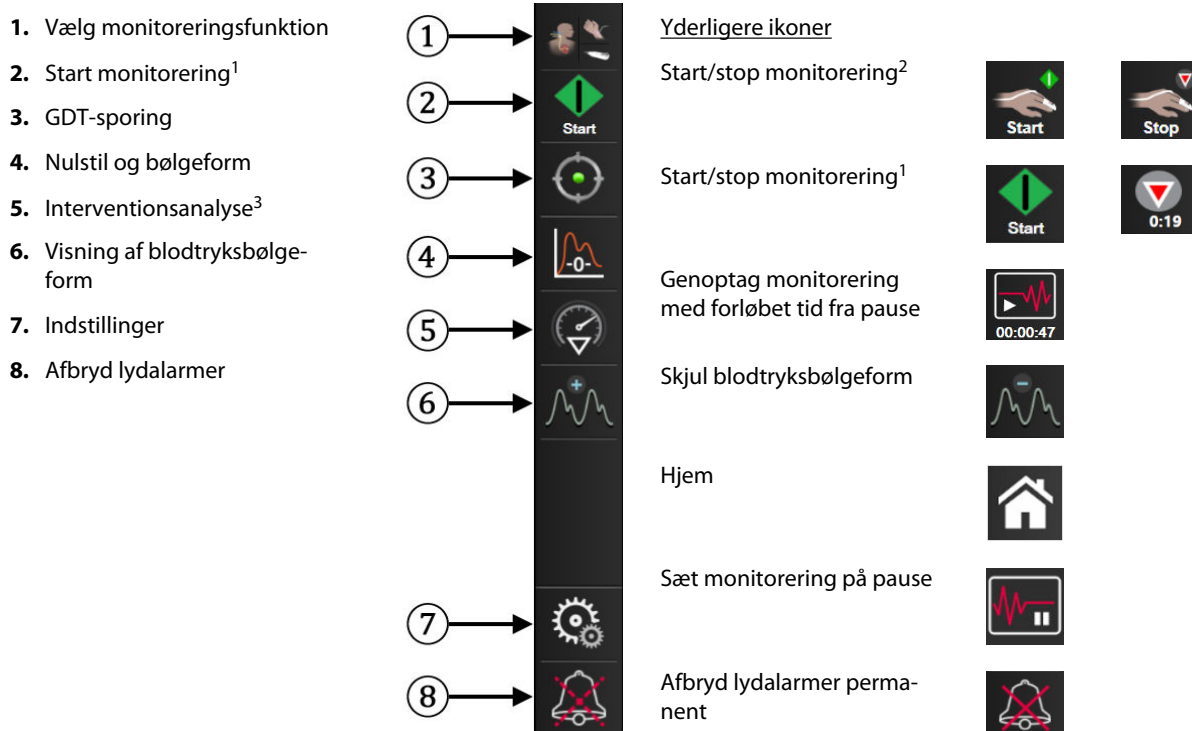 1. Vælg monitoreringsfunktion
2. Start monitorering1
3. GDT-sporing
4. Nulstil og bølgeform
5. Interventionsanalyse3
6. Visning af blodtryksbølge-
form
7. Indstillinger
8. Afbryd lydalarmer
1
2
Start
3
4
-0-
5
6
7
8
Yderligere ikoner
Start/stop monitorering2
Start
Stop
Start/stop monitorering1
Start
0:19
Genoptag monitorering
med forløbet tid fra pause
00:00:47
Skjul blodtryksbølgeform
Hjem
Sæt monitorering på pause
Afbryd lydalarmer perma-
nent